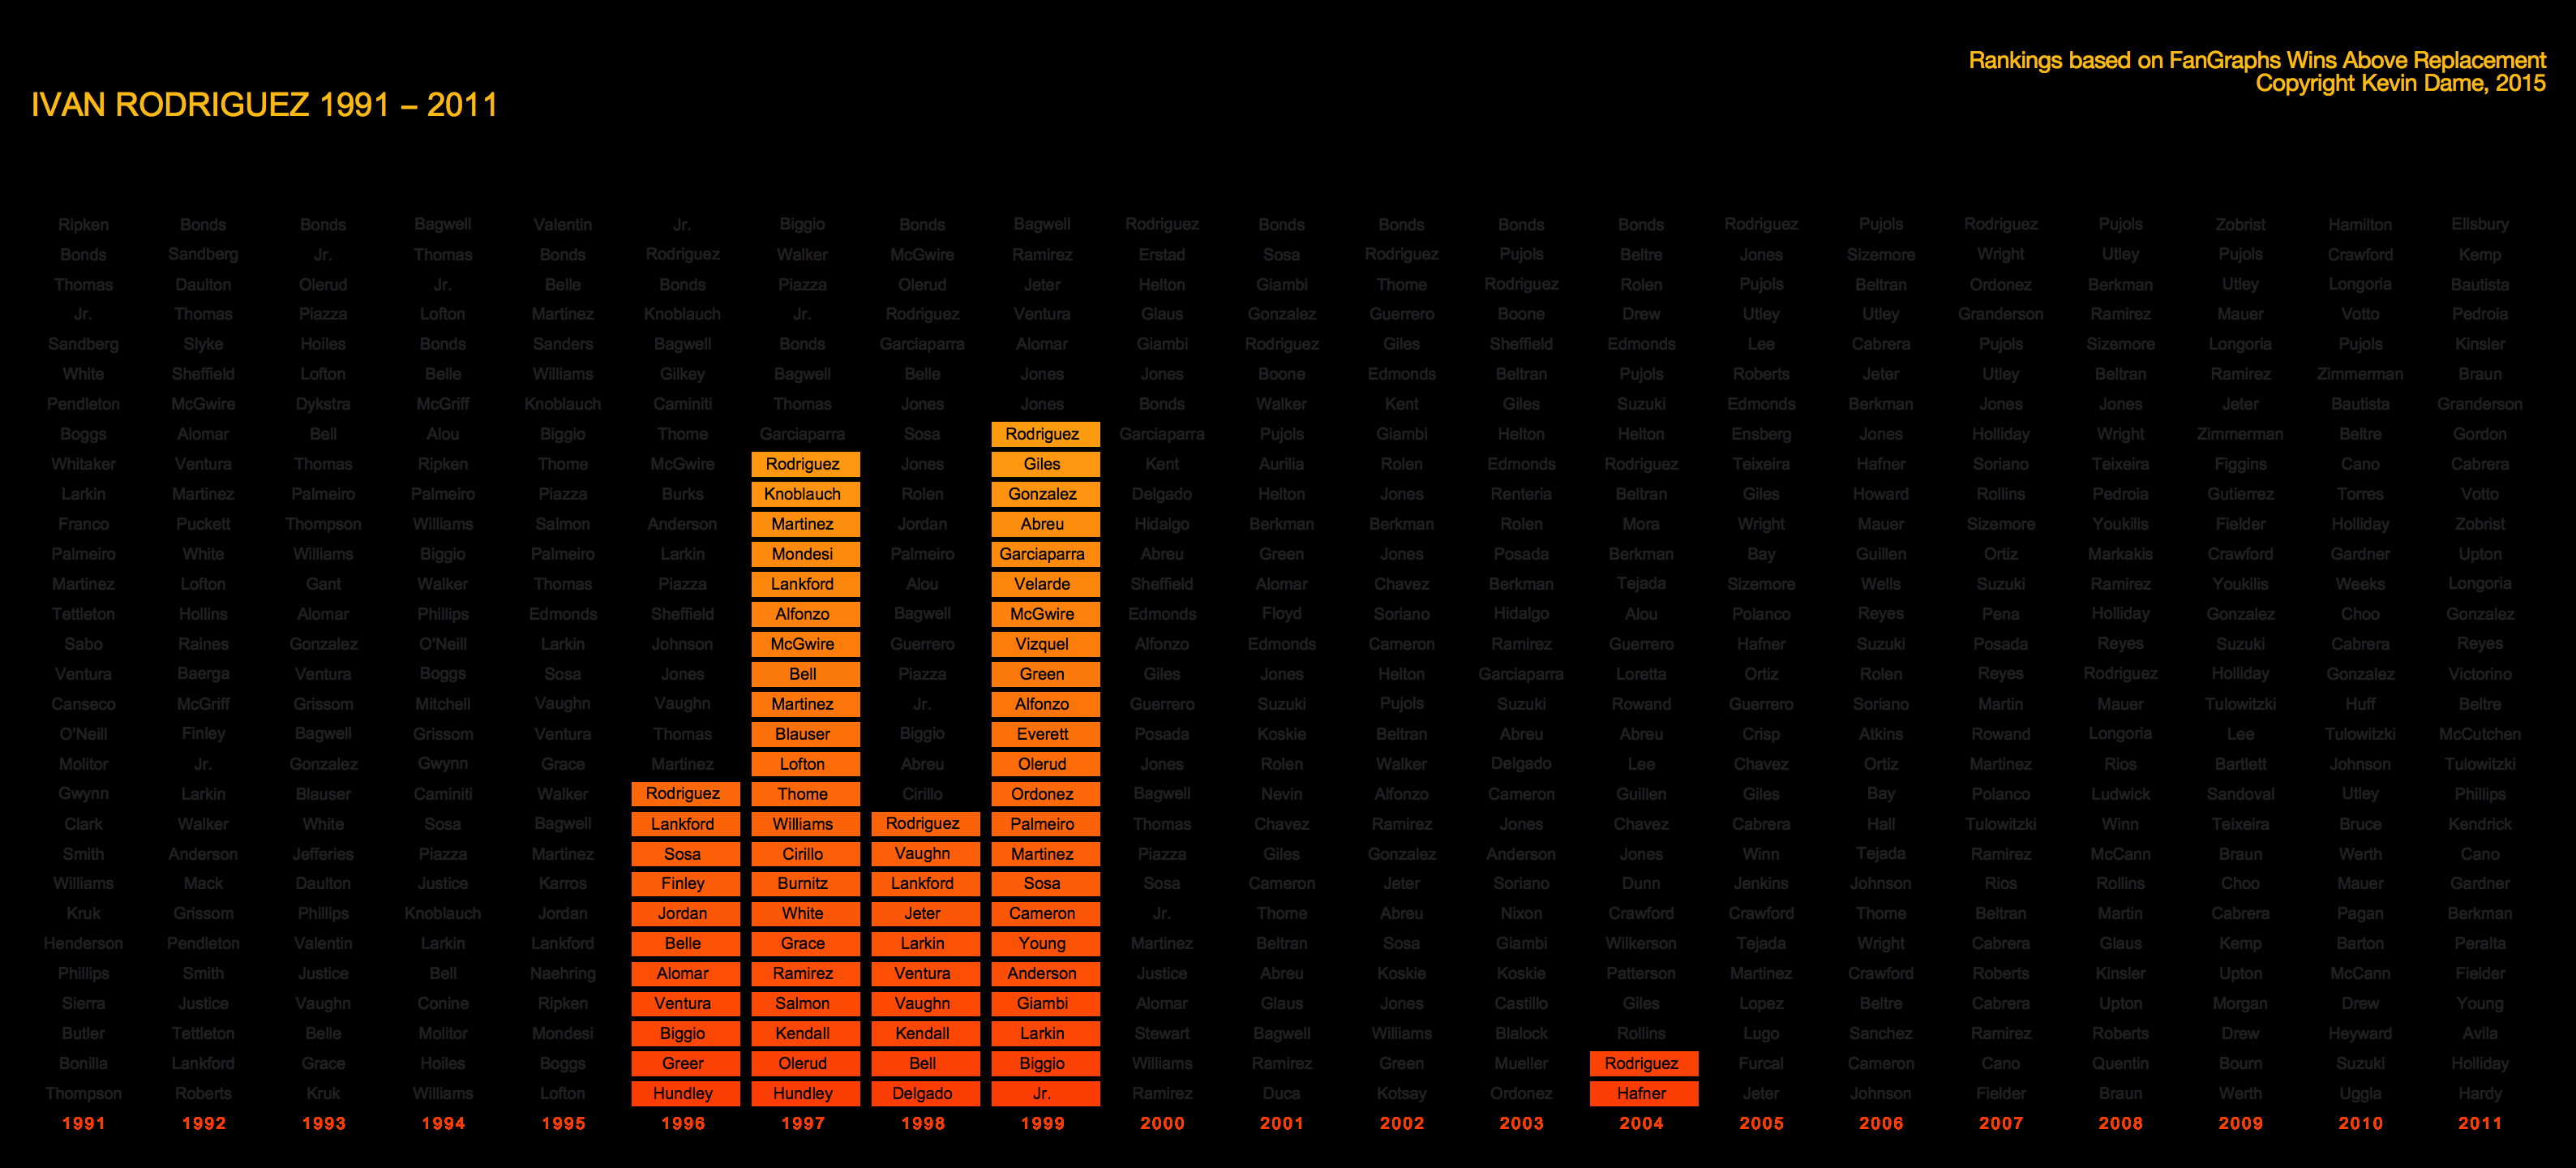 Rankings based on FanGraphs Wins Above Replacement
Copyright Kevin Dame, 2015
IVAN RODRIGUEZ 1991 – 2011
Ripken Bonds Bonds Bagwell Valentin Jr. Biggio Bonds Bagwell Rodriguez Bonds Bonds Bonds Bonds Rodriguez Pujols Rodriguez Pujols Zobrist Hamilton Ellsbury
Bonds Sandberg Jr. Thomas Bonds Rodriguez Walker McGwire Ramirez Erstad Sosa Rodriguez Pujols Beltre Jones Sizemore Wright Utley Pujols Crawford Kemp
Thomas Daulton Olerud Jr. Belle Bonds Piazza Olerud Jeter Helton Giambi Thome Rodriguez Rolen Pujols Beltran Ordonez Berkman Utley Longoria Bautista
Jr. Thomas Piazza Lofton Martinez Knoblauch Jr. Rodriguez Ventura Glaus Gonzalez Guerrero Boone Drew Utley Utley Granderson Ramirez Mauer Votto Pedroia
Sandberg Slyke Hoiles Bonds Sanders Bagwell Bonds Garciaparra Alomar Giambi Rodriguez Giles Sheffield Edmonds Lee Cabrera Pujols Sizemore Longoria Pujols Kinsler
White Sheffield Lofton Belle Williams Gilkey Bagwell Belle Jones Jones Boone Edmonds Beltran Pujols Roberts Jeter Utley Beltran Ramirez Zimmerman Braun
Pendleton McGwire Dykstra McGriff Knoblauch Caminiti Thomas Jones Jones Bonds Walker Kent Giles Suzuki Edmonds Berkman Jones Jones Jeter Bautista Granderson
Boggs Alomar Bell Alou Biggio Thome Garciaparra Sosa Rodriguez Garciaparra Pujols Giambi Helton Helton Ensberg Jones Holliday Wright Zimmerman Beltre Gordon
Whitaker Ventura Thomas Ripken Thome McGwire Rodriguez Jones Giles Kent Aurilia Rolen Edmonds Rodriguez Teixeira Hafner Soriano Teixeira Figgins Cano Cabrera
Larkin Martinez Palmeiro Palmeiro Piazza Burks Knoblauch Rolen Gonzalez Delgado Helton Jones Renteria Beltran Giles Howard Rollins Pedroia Gutierrez Torres Votto
Franco Puckett Thompson Williams Salmon Anderson Martinez Jordan Abreu Hidalgo Berkman Berkman Rolen Mora Wright Mauer Sizemore Youkilis Fielder Holliday Zobrist
Palmeiro White Williams Biggio Palmeiro Larkin Mondesi Palmeiro Garciaparra Abreu Green Jones Posada Berkman Bay Guillen Ortiz Markakis Crawford Gardner Upton
Martinez Lofton Gant Walker Thomas Piazza Lankford Alou Velarde Sheffield Alomar Chavez Berkman Tejada Sizemore Wells Suzuki Ramirez Youkilis Weeks Longoria
Tettleton Hollins Alomar Phillips Edmonds Sheffield Alfonzo Bagwell McGwire Edmonds Floyd Soriano Hidalgo Alou Polanco Reyes Pena Holliday Gonzalez Choo Gonzalez
Sabo Raines Gonzalez O'Neill Larkin Johnson McGwire Guerrero Vizquel Alfonzo Edmonds Cameron Ramirez Guerrero Hafner Suzuki Posada Reyes Suzuki Cabrera Reyes
Ventura Baerga Ventura Boggs Sosa Jones Bell Piazza Green Giles Jones Helton Garciaparra Loretta Ortiz Rolen Reyes Rodriguez Holliday Gonzalez Victorino
Canseco McGriff Grissom Mitchell Vaughn Vaughn Martinez Jr. Alfonzo Guerrero Suzuki Pujols Suzuki Rowand Guerrero Soriano Martin Mauer Tulowitzki Huff Beltre
O'Neill Finley Bagwell Grissom Ventura Thomas Blauser Biggio Everett Posada Koskie Beltran Abreu Abreu Crisp Atkins Rowand Longoria Lee Tulowitzki McCutchen
Molitor Jr. Gonzalez Gwynn Grace Martinez Lofton Abreu Olerud Jones Rolen Walker Delgado Lee Chavez Ortiz Martinez Rios Bartlett Johnson Tulowitzki
Gwynn Larkin Blauser Caminiti Walker Rodriguez Thome Cirillo Ordonez Bagwell Nevin Alfonzo Cameron Guillen Giles Bay Polanco Ludwick Sandoval Utley Phillips
Clark Walker White Sosa Bagwell Lankford Williams Rodriguez Palmeiro Thomas Chavez Ramirez Jones Chavez Cabrera Hall Tulowitzki Winn Teixeira Bruce Kendrick
Smith Anderson Jefferies Piazza Martinez Sosa Cirillo Vaughn Martinez Piazza Giles Gonzalez Anderson Jones Winn Tejada Ramirez McCann Braun Werth Cano
Williams Mack Daulton Justice Karros Finley Burnitz Lankford Sosa Sosa Cameron Jeter Soriano Dunn Jenkins Johnson Rios Rollins Choo Mauer Gardner
Kruk Grissom Phillips Knoblauch Jordan Jordan White Jeter Cameron Jr. Thome Abreu Nixon Crawford Crawford Thome Beltran Martin Cabrera Pagan Berkman
Henderson Pendleton Valentin Larkin Lankford Belle Grace Larkin Young Martinez Beltran Sosa Giambi Wilkerson Tejada Wright Cabrera Glaus Kemp Barton Peralta
Phillips Smith Justice Bell Naehring Alomar Ramirez Ventura Anderson Justice Abreu Koskie Koskie Patterson Martinez Crawford Roberts Kinsler Upton McCann Fielder
Sierra Justice Vaughn Conine Ripken Ventura Salmon Vaughn Giambi Alomar Glaus Jones Castillo Giles Lopez Beltre Cabrera Upton Morgan Drew Young
Butler Tettleton Belle Molitor Mondesi Biggio Kendall Kendall Larkin Stewart Bagwell Williams Blalock Rollins Lugo Sanchez Ramirez Roberts Drew Heyward Avila
Bonilla Lankford Grace Hoiles Boggs Greer Olerud Bell Biggio Williams Ramirez Green Mueller Rodriguez Furcal Cameron Cano Quentin Bourn Suzuki Holliday
Thompson Roberts Kruk Williams Lofton Hundley Hundley Delgado Jr. Ramirez Duca Kotsay Ordonez Hafner Jeter Johnson Fielder Braun Werth Uggla Hardy
1991 1992 1993 1994 1995 1996 1997 1998 1999 2000 2001 2002 2003 2004 2005 2006 2007 2008 2009 2010 2011